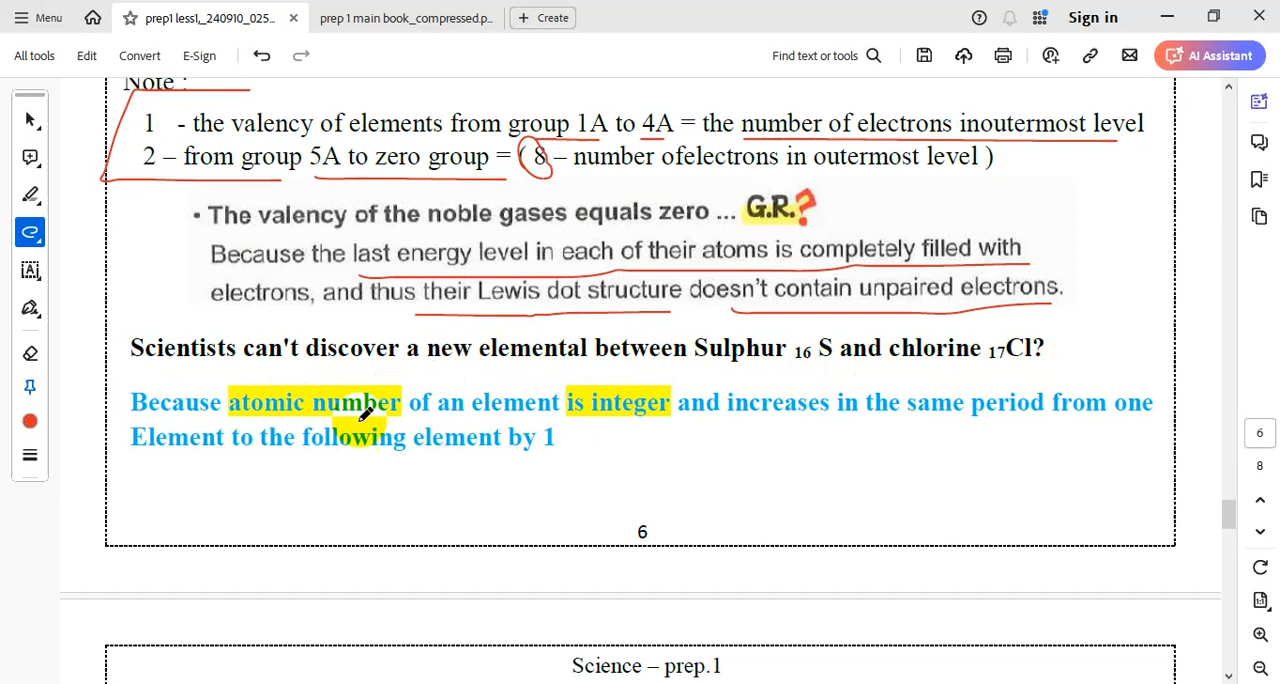 Menu
prep1 less1,_240910_025...
prep 1 main book_compressed.p...
Create
Sign in
All tools
Edit
Convert
E-Sign
Find text or tools
AI Assistant
Note :
1 - the valency of elements from group 1A to 4A = the number of electrons inoutermost level
2 – from group 5A to zero group = ( 8 – number ofelectrons in outermost level )
• The valency of the noble gases equals zero ... G.R.?
Because the last energy level in each of their atoms is completely filled with
electrons, and thus their Lewis dot structure doesn't contain unpaired electrons.
Scientists can't discover a new elemental between Sulphur 16 S and chlorine 17Cl?
Because atomic number of an element is integer and increases in the same period from one
Element to the following element by 1
6
Science – prep.1
6
8
1:1